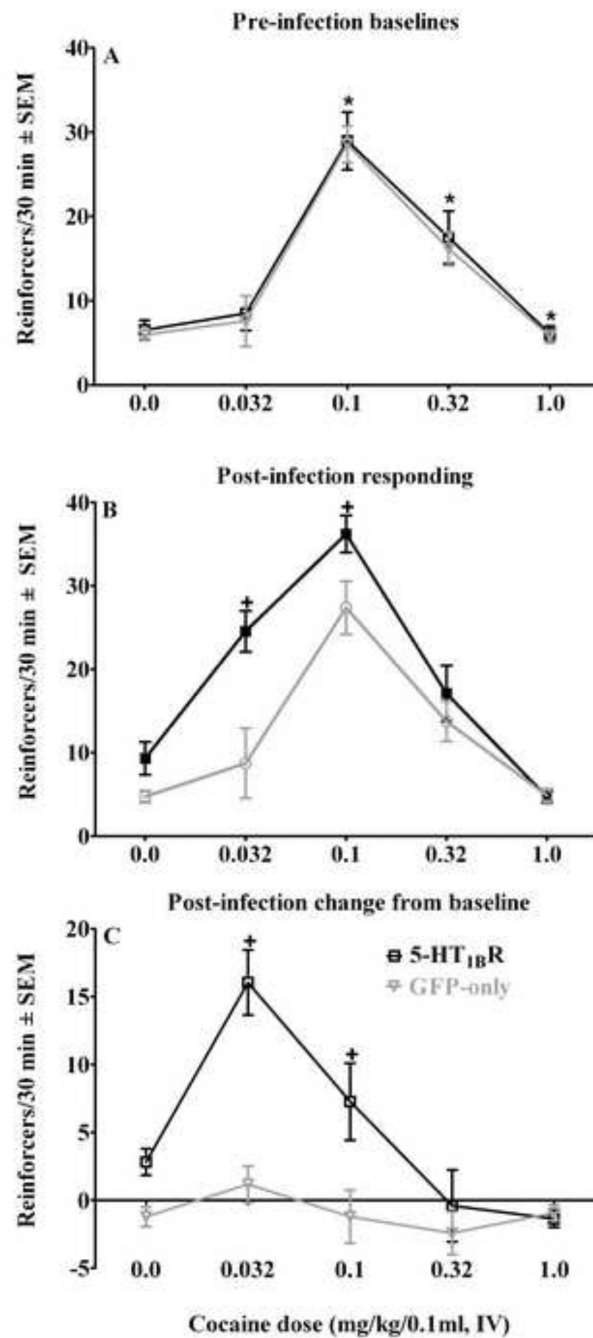 Pre-infection baselines
A
Reinforcers/30 min ± SEM
40
30
20
10
0
*
*
*
0.0 0.032 0.1 0.32 1.0
Post-infection responding
B
Reinforcers/30 min ± SEM
40
30
20
10
0
+
+
0.0 0.032 0.1 0.32 1.0
Post-infection change from baseline
C
Reinforcers/30 min ± SEM
20
15
10
5
0
-5
+
+
5-HT1BR
GFP-only
0.0 0.032 0.1 0.32 1.0
Cocaine dose (mg/kg/0.1ml, IV)